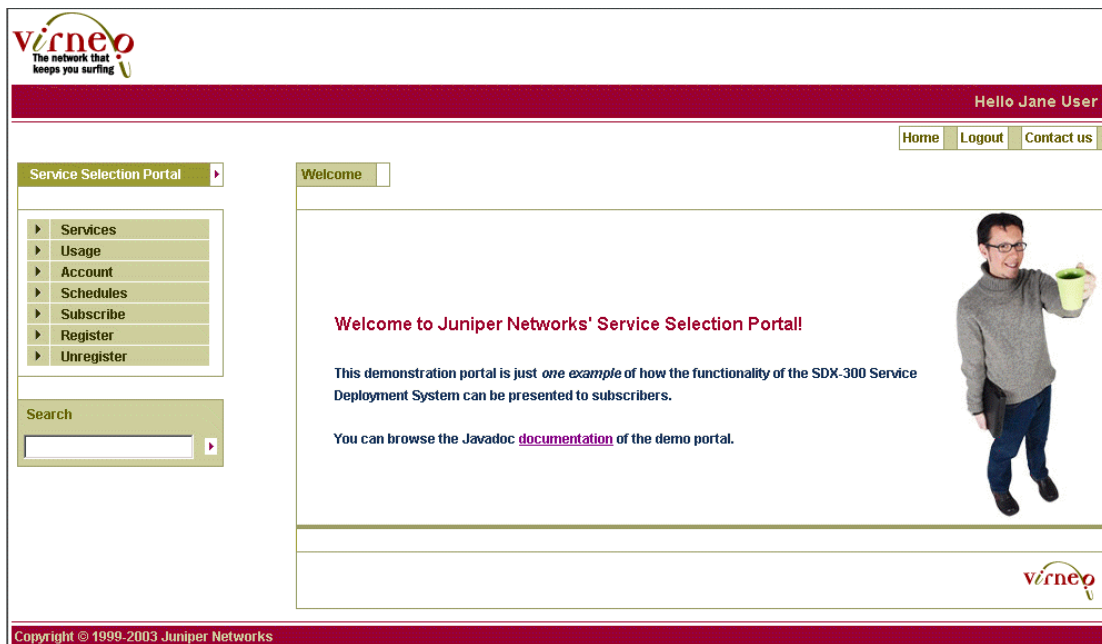 virneo
The network that
keeps you surfing
Hello Jane User
Home Logout Contact us
Service Selection Portal
Welcome
Services
Usage
Account
Schedules
Subscribe
Register
Unregister
Search
Welcome to Juniper Networks' Service Selection Portal!
This demonstration portal is just one example of how the functionality of the SDX-300 Service
Deployment System can be presented to subscribers.
You can browse the Javadoc documentation of the demo portal.
virneo
Copyright © 1999-2003 Juniper Networks